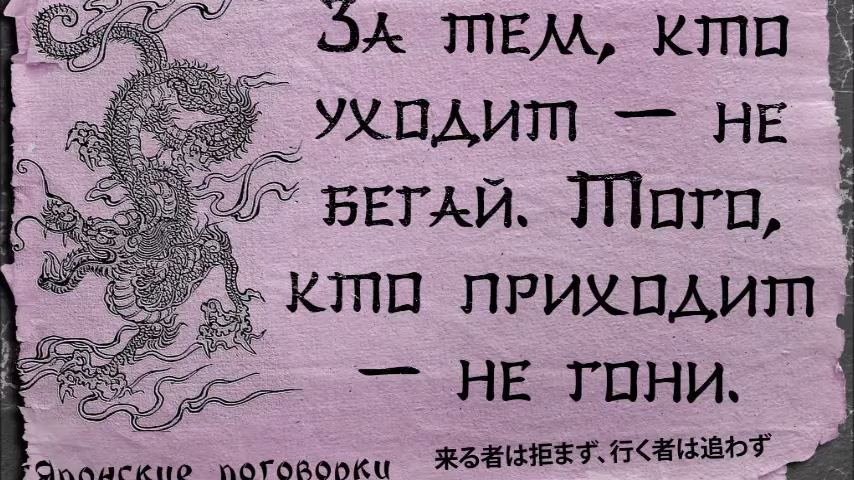 За тем, кто
уходит — не
бегай. Того,
кто приходит
— не гони.
Японские поговорки
来る者は拒まず、行く者は追わず